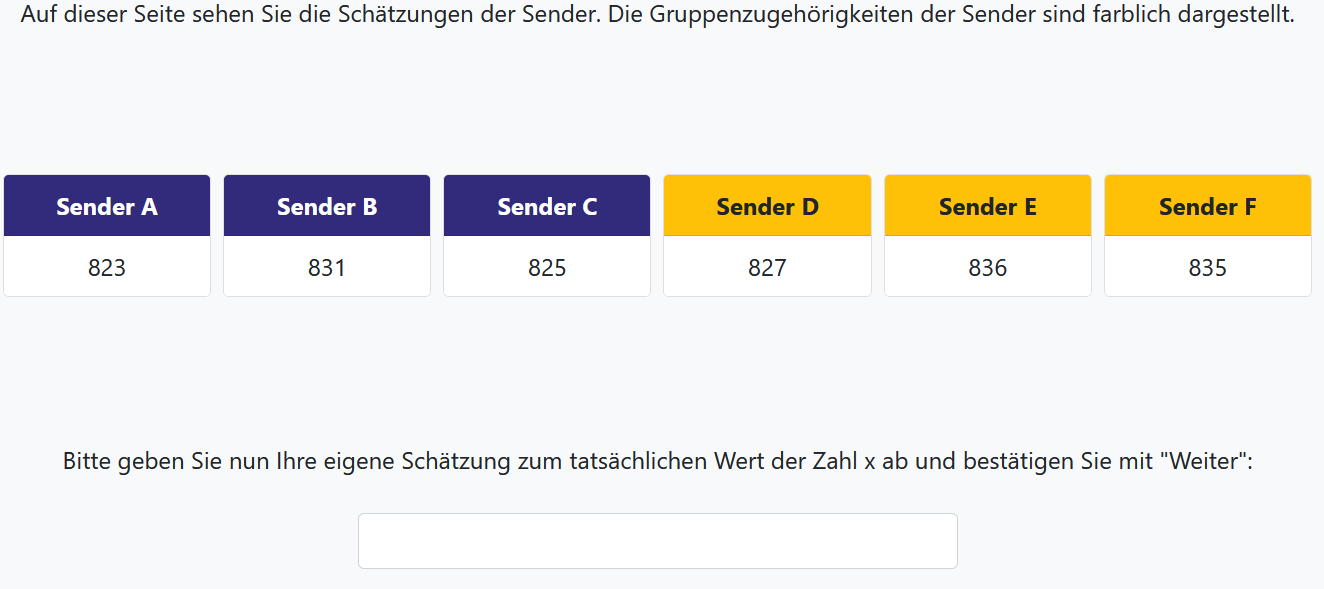 Auf dieser Seite sehen Sie die Schätzungen der Sender. Die Gruppenzugehörigkeiten der Sender sind farblich dargestellt.
Sender A Sender B Sender C Sender D Sender E Sender F
823 831 825 827 836 835
Bitte geben Sie nun Ihre eigene Schätzung zum tatsächlichen Wert der Zahl x ab und bestätigen Sie mit "Weiter":